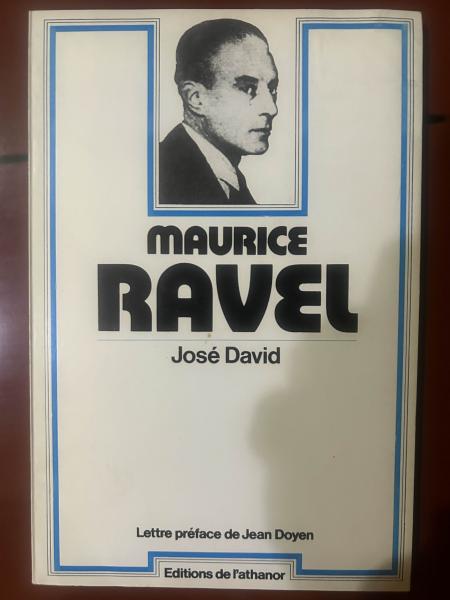 MAURICE
RAVEL
José David
Lettre préface de Jean Doyen
Editions de l'athanor